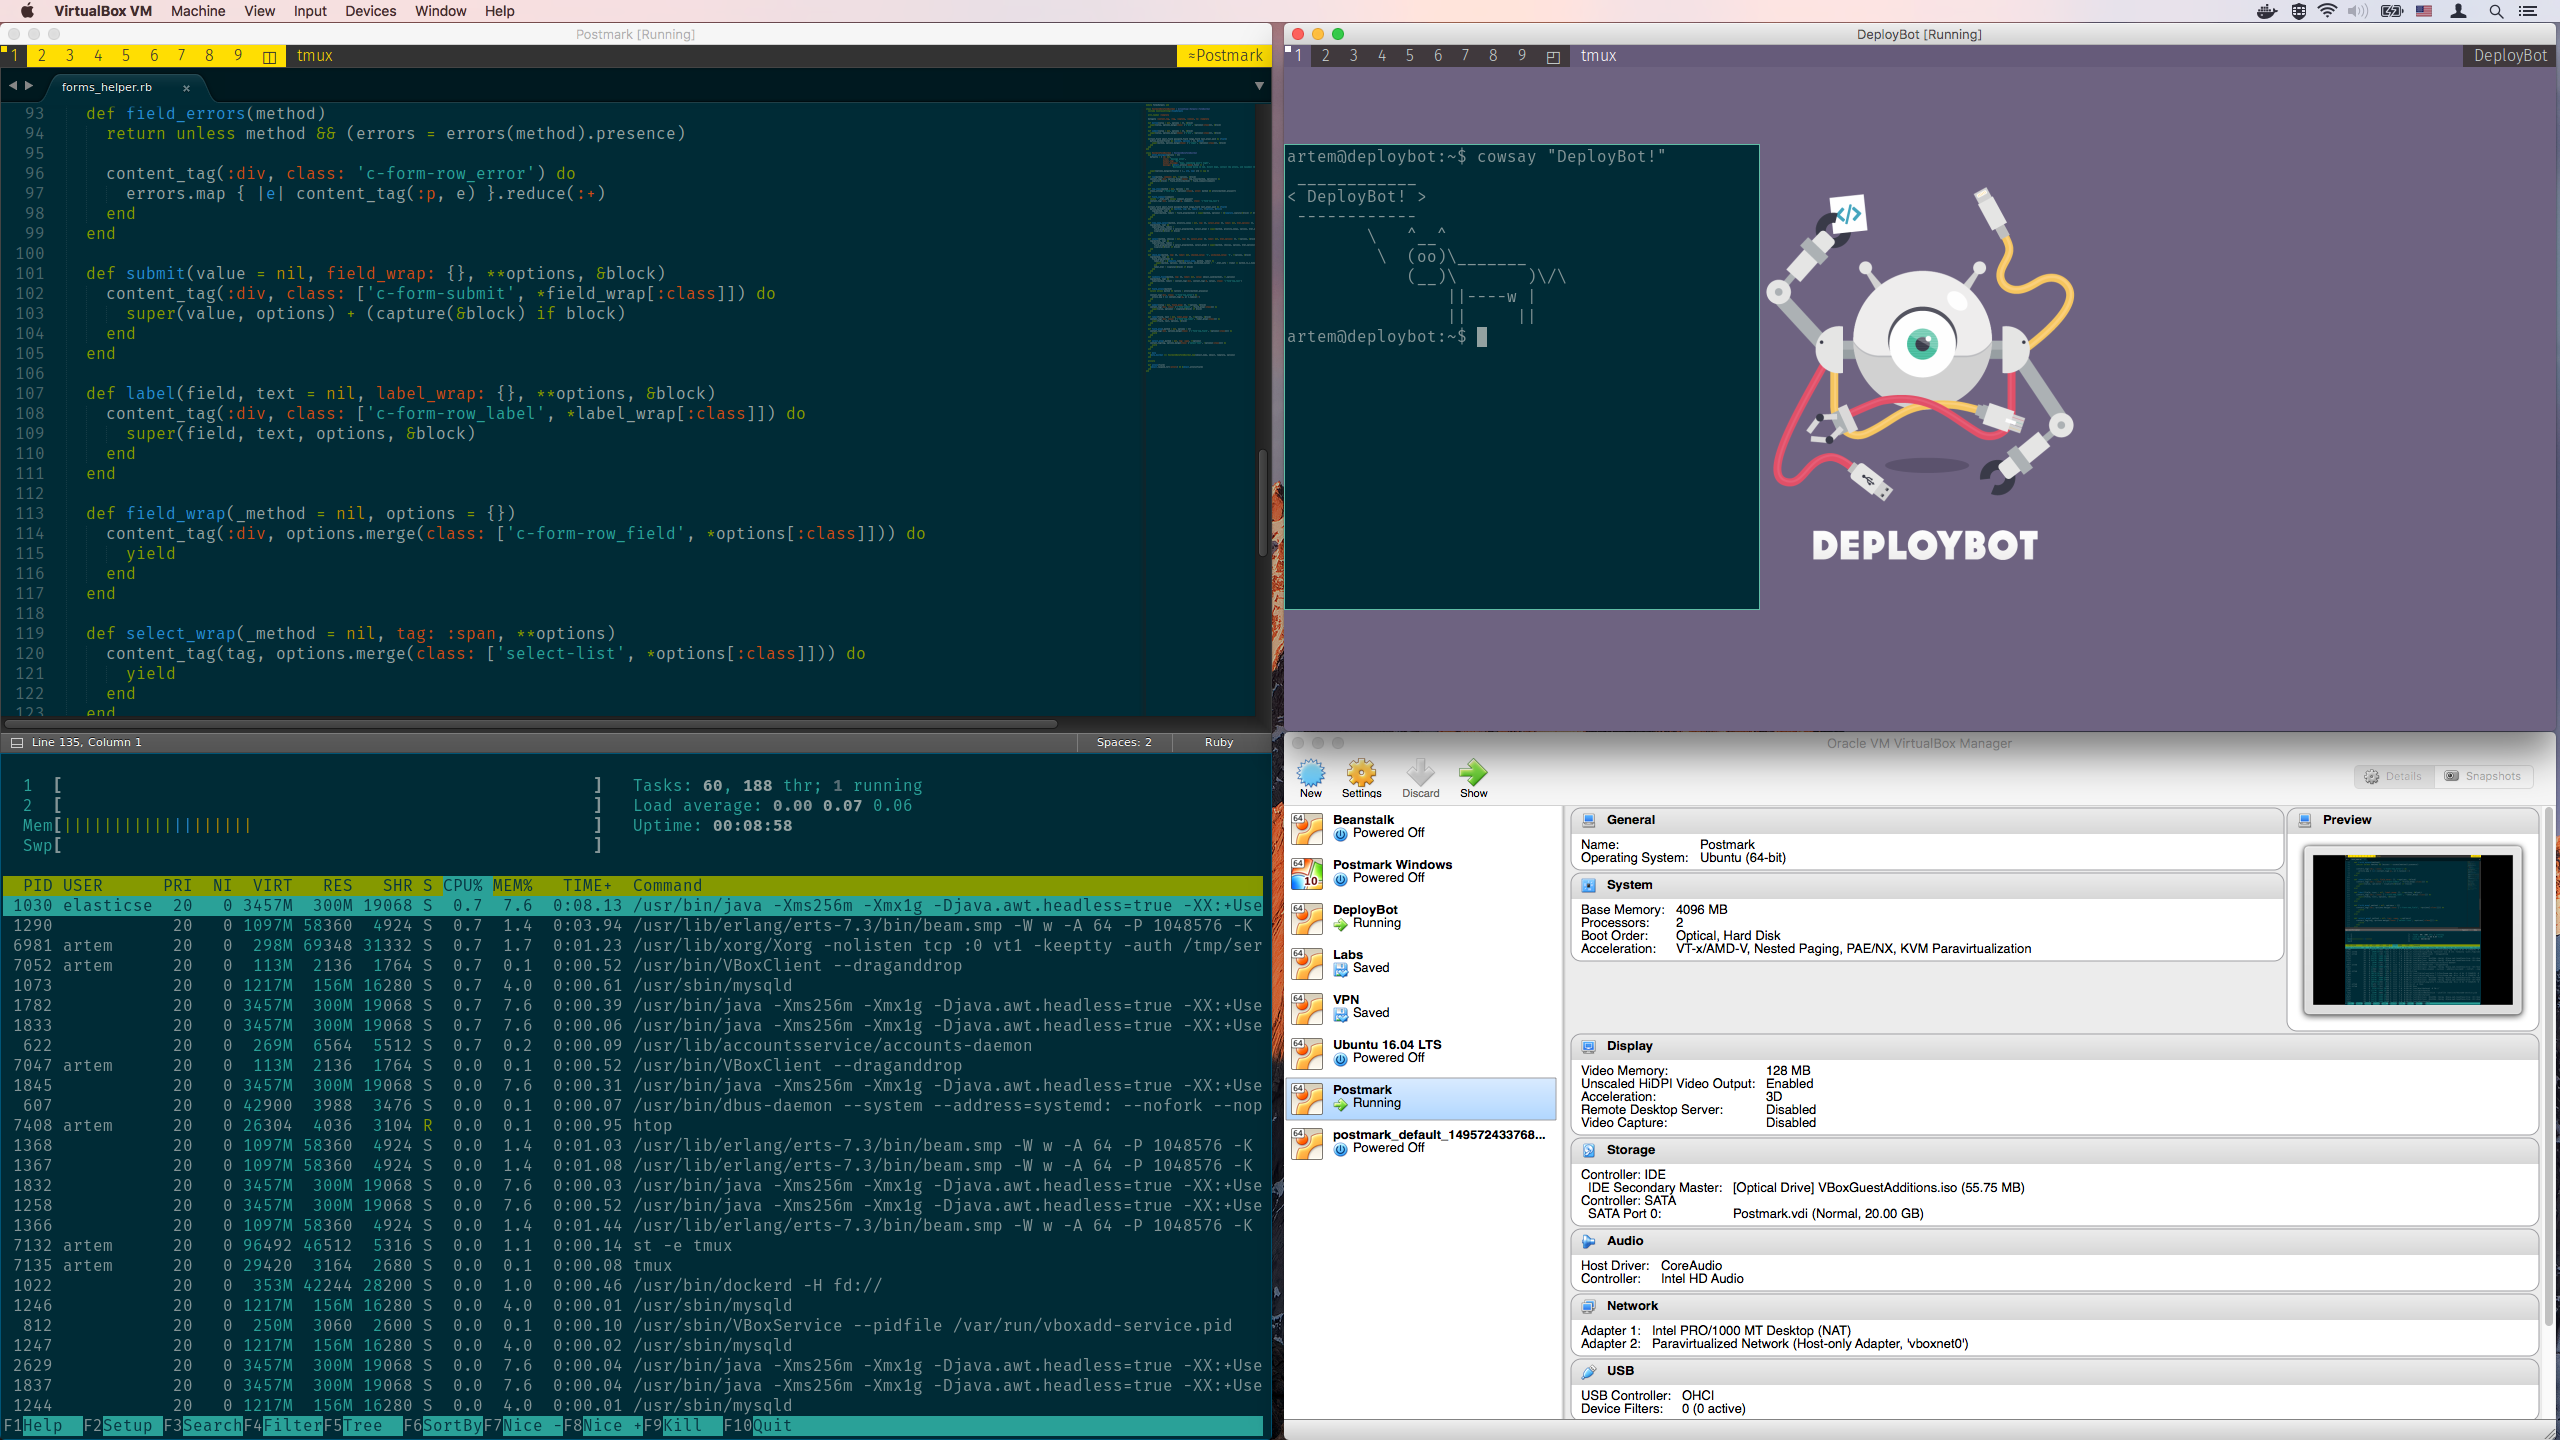 VirtualBox VM Machine View Input Devices Window Help
Postmark [Running]
1 2 3 4 5 6 7 8 9 tmux ≈Postmark
forms_helper.rb ×
93 def field_errors(method)
94 return unless method && (errors = errors(method).presence)
95
96 content_tag(:div, class: 'c-form-row_error') do
97 errors.map { |e| content_tag(:p, e) }.reduce(:+)
98 end
99 end
100
101 def submit(value = nil, field_wrap: {}, **options, &block)
102 content_tag(:div, class: ['c-form-submit', *field_wrap[:class]]) do
103 super(value, options) + (capture(&block) if block)
104 end
105 end
106
107 def label(field, text = nil, label_wrap: {}, **options, &block)
108 content_tag(:div, class: ['c-form-row_label', *label_wrap[:class]]) do
109 super(field, text, options, &block)
110 end
111 end
112
113 def field_wrap(_method = nil, options = {})
114 content_tag(:div, options.merge(class: ['c-form-row_field', *options[:class]])) do
115 yield
116 end
117 end
118
119 def select_wrap(_method = nil, tag: :span, **options)
120 content_tag(tag, options.merge(class: ['select-list', *options[:class]])) do
121 yield
122 end
123 end
Line 135, Column 1 Spaces: 2 Ruby
1 [ ] Tasks: 60, 188 thr; 1 running
2 [ ] Load average: 0.00 0.07 0.06
Mem[||||||||||||||||||| ] Uptime: 00:08:58
Swp[ ]
PID USER PRI NI VIRT RES SHR S CPU% MEM% TIME+ Command
1030 elasticse 20 0 3457M 300M 19068 S 0.7 7.6 0:08.13 /usr/bin/java -Xms256m -Xmx1g -Djava.awt.headless=true -XX:+Use
1290 20 0 1097M 58360 4924 S 0.7 1.4 0:03.94 /usr/lib/erlang/erts-7.3/bin/beam.smp -W w -A 64 -P 1048576 -K
6981 artem 20 0 298M 69348 31332 S 0.7 1.7 0:01.23 /usr/lib/xorg/Xorg -nolisten tcp :0 vt1 -keeptty -auth /tmp/ser
7052 artem 20 0 113M 2136 1764 S 0.7 0.1 0:00.52 /usr/bin/VBoxClient --draganddrop
1073 20 0 1217M 156M 16280 S 0.7 4.0 0:00.61 /usr/sbin/mysqld
1782 20 0 3457M 300M 19068 S 0.7 7.6 0:00.39 /usr/bin/java -Xms256m -Xmx1g -Djava.awt.headless=true -XX:+Use
1833 20 0 3457M 300M 19068 S 0.7 7.6 0:00.06 /usr/bin/java -Xms256m -Xmx1g -Djava.awt.headless=true -XX:+Use
622 20 0 269M 6564 5512 S 0.7 0.2 0:00.09 /usr/lib/accountsservice/accounts-daemon
7047 artem 20 0 113M 2136 1764 S 0.0 0.1 0:00.52 /usr/bin/VBoxClient --draganddrop
1845 20 0 3457M 300M 19068 S 0.0 7.6 0:00.31 /usr/bin/java -Xms256m -Xmx1g -Djava.awt.headless=true -XX:+Use
607 20 0 42900 3988 3476 S 0.0 0.1 0:00.07 /usr/bin/dbus-daemon --system --address=systemd: --nofork --nop
7408 artem 20 0 26304 4036 3104 R 0.0 0.1 0:00.95 htop
1368 20 0 1097M 58360 4924 S 0.0 1.4 0:01.03 /usr/lib/erlang/erts-7.3/bin/beam.smp -W w -A 64 -P 1048576 -K
1367 20 0 1097M 58360 4924 S 0.0 1.4 0:01.08 /usr/lib/erlang/erts-7.3/bin/beam.smp -W w -A 64 -P 1048576 -K
1832 20 0 3457M 300M 19068 S 0.0 7.6 0:00.03 /usr/bin/java -Xms256m -Xmx1g -Djava.awt.headless=true -XX:+Use
1258 20 0 3457M 300M 19068 S 0.0 7.6 0:00.52 /usr/bin/java -Xms256m -Xmx1g -Djava.awt.headless=true -XX:+Use
1366 20 0 1097M 58360 4924 S 0.0 1.4 0:01.44 /usr/lib/erlang/erts-7.3/bin/beam.smp -W w -A 64 -P 1048576 -K
7132 artem 20 0 96492 46512 5316 S 0.0 1.1 0:00.14 st -e tmux
7135 artem 20 0 29420 3164 2680 S 0.0 0.1 0:00.08 tmux
1022 20 0 353M 42244 28200 S 0.0 1.0 0:00.46 /usr/bin/dockerd -H fd://
1246 20 0 1217M 156M 16280 S 0.0 4.0 0:00.01 /usr/sbin/mysqld
812 20 0 250M 3060 2600 S 0.0 0.1 0:00.10 /usr/sbin/VBoxService --pidfile /var/run/vboxadd-service.pid
1247 20 0 1217M 156M 16280 S 0.0 4.0 0:00.02 /usr/sbin/mysqld
2629 20 0 3457M 300M 19068 S 0.0 7.6 0:00.04 /usr/bin/java -Xms256m -Xmx1g -Djava.awt.headless=true -XX:+Use
1837 20 0 3457M 300M 19068 S 0.0 7.6 0:00.04 /usr/bin/java -Xms256m -Xmx1g -Djava.awt.headless=true -XX:+Use
1244 20 0 1217M 156M 16280 S 0.0 4.0 0:00.01 /usr/sbin/mysqld
F1Help F2Setup F3SearchF4FilterF5Tree F6SortByF7Nice -F8Nice +F9Kill F10Quit
DeployBot [Running]
1 2 3 4 5 6 7 8 9 tmux DeployBot
artem@deploybot:~$ cowsay "DeployBot!"
 ____________
< DeployBot! >
 ------------
        \   ^__^
         \  (oo)\_______
            (__)\       )\/\
                ||----w |
                ||     ||
artem@deploybot:~$
</>
DEPLOYBOT
Oracle VM VirtualBox Manager
New Settings Discard Show Details Snapshots
64 Beanstalk
Powered Off
64 Postmark Windows
10 Powered Off
64 DeployBot
Running
64 Labs
Saved
64 VPN
Saved
64 Ubuntu 16.04 LTS
Powered Off
64 Postmark
Running
64 postmark_default_149572433768...
Powered Off
General
Name: Postmark
Operating System: Ubuntu (64-bit)
System
Base Memory: 4096 MB
Processors: 2
Boot Order: Optical, Hard Disk
Acceleration: VT-x/AMD-V, Nested Paging, PAE/NX, KVM Paravirtualization
Preview
Display
Video Memory: 128 MB
Unscaled HiDPI Video Output: Enabled
Acceleration: 3D
Remote Desktop Server: Disabled
Video Capture: Disabled
Storage
Controller: IDE
IDE Secondary Master: [Optical Drive] VBoxGuestAdditions.iso (55.75 MB)
Controller: SATA
SATA Port 0: Postmark.vdi (Normal, 20.00 GB)
Audio
Host Driver: CoreAudio
Controller: Intel HD Audio
Network
Adapter 1: Intel PRO/1000 MT Desktop (NAT)
Adapter 2: Paravirtualized Network (Host-only Adapter, 'vboxnet0')
USB
USB Controller: OHCI
Device Filters: 0 (0 active)